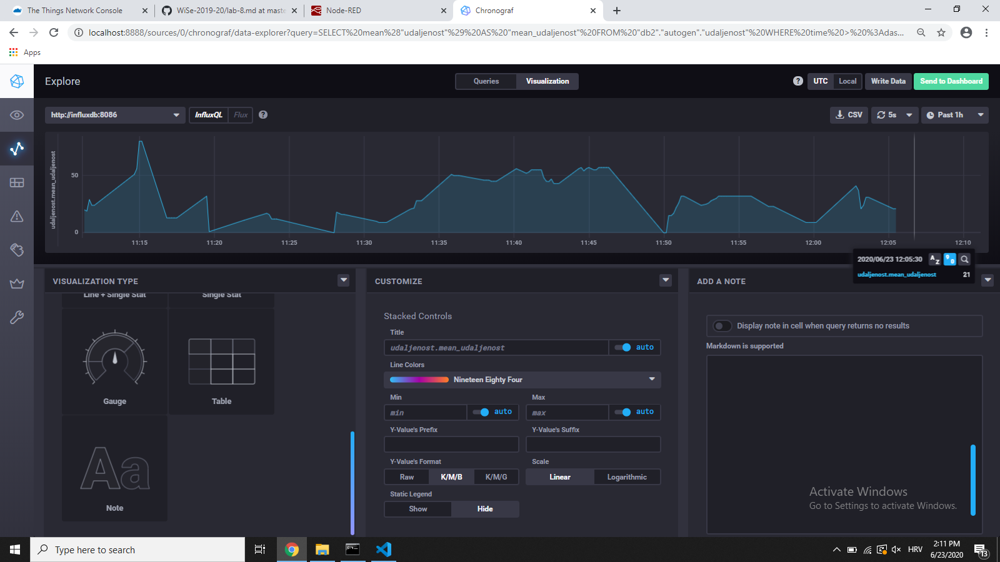 The Things Network Console
WiSe-2019-20/lab-8.md at maste
Node-RED
Chronograf
localhost:8888/sources/0/chronograf/data-explorer?query=SELECT%20mean%28"udaljenost"%29%20AS%20"mean_udaljenost"%20FROM%20"db2"."autogen"."udaljenost"%20WHERE%20time%20>%20%3Adas...
Apps
Explore
Queries
Visualization
?
UTC
Local
Write Data
Send to Dashboard
http://influxdb:8086
InfluxQL
Flux
?
CSV
5s
Past 1h
udaljenost.mean_udaljenost
50
0
11:15
11:20
11:25
11:30
11:35
11:40
11:45
11:50
11:55
12:00
12:05
12:10
2020/06/23 12:05:30
A Z
9 0
udaljenost.mean_udaljenost
21
VISUALIZATION TYPE
Line + Single Stat
Single Stat
Gauge
Table
Aa
Note
CUSTOMIZE
Stacked Controls
Title
udaljenost.mean_udaljenost
auto
Line Colors
Nineteen Eighty Four
Min
Max
min
auto
max
auto
Y-Value's Prefix
Y-Value's Suffix
Y-Value's Format
Scale
Raw
K/M/B
K/M/G
Linear
Logarithmic
Static Legend
Show
Hide
ADD A NOTE
Display note in cell when query returns no results
Markdown is supported
Activate Windows
Go to Settings to activate Windows.
Type here to search
HRV
2:11 PM
6/23/2020
13